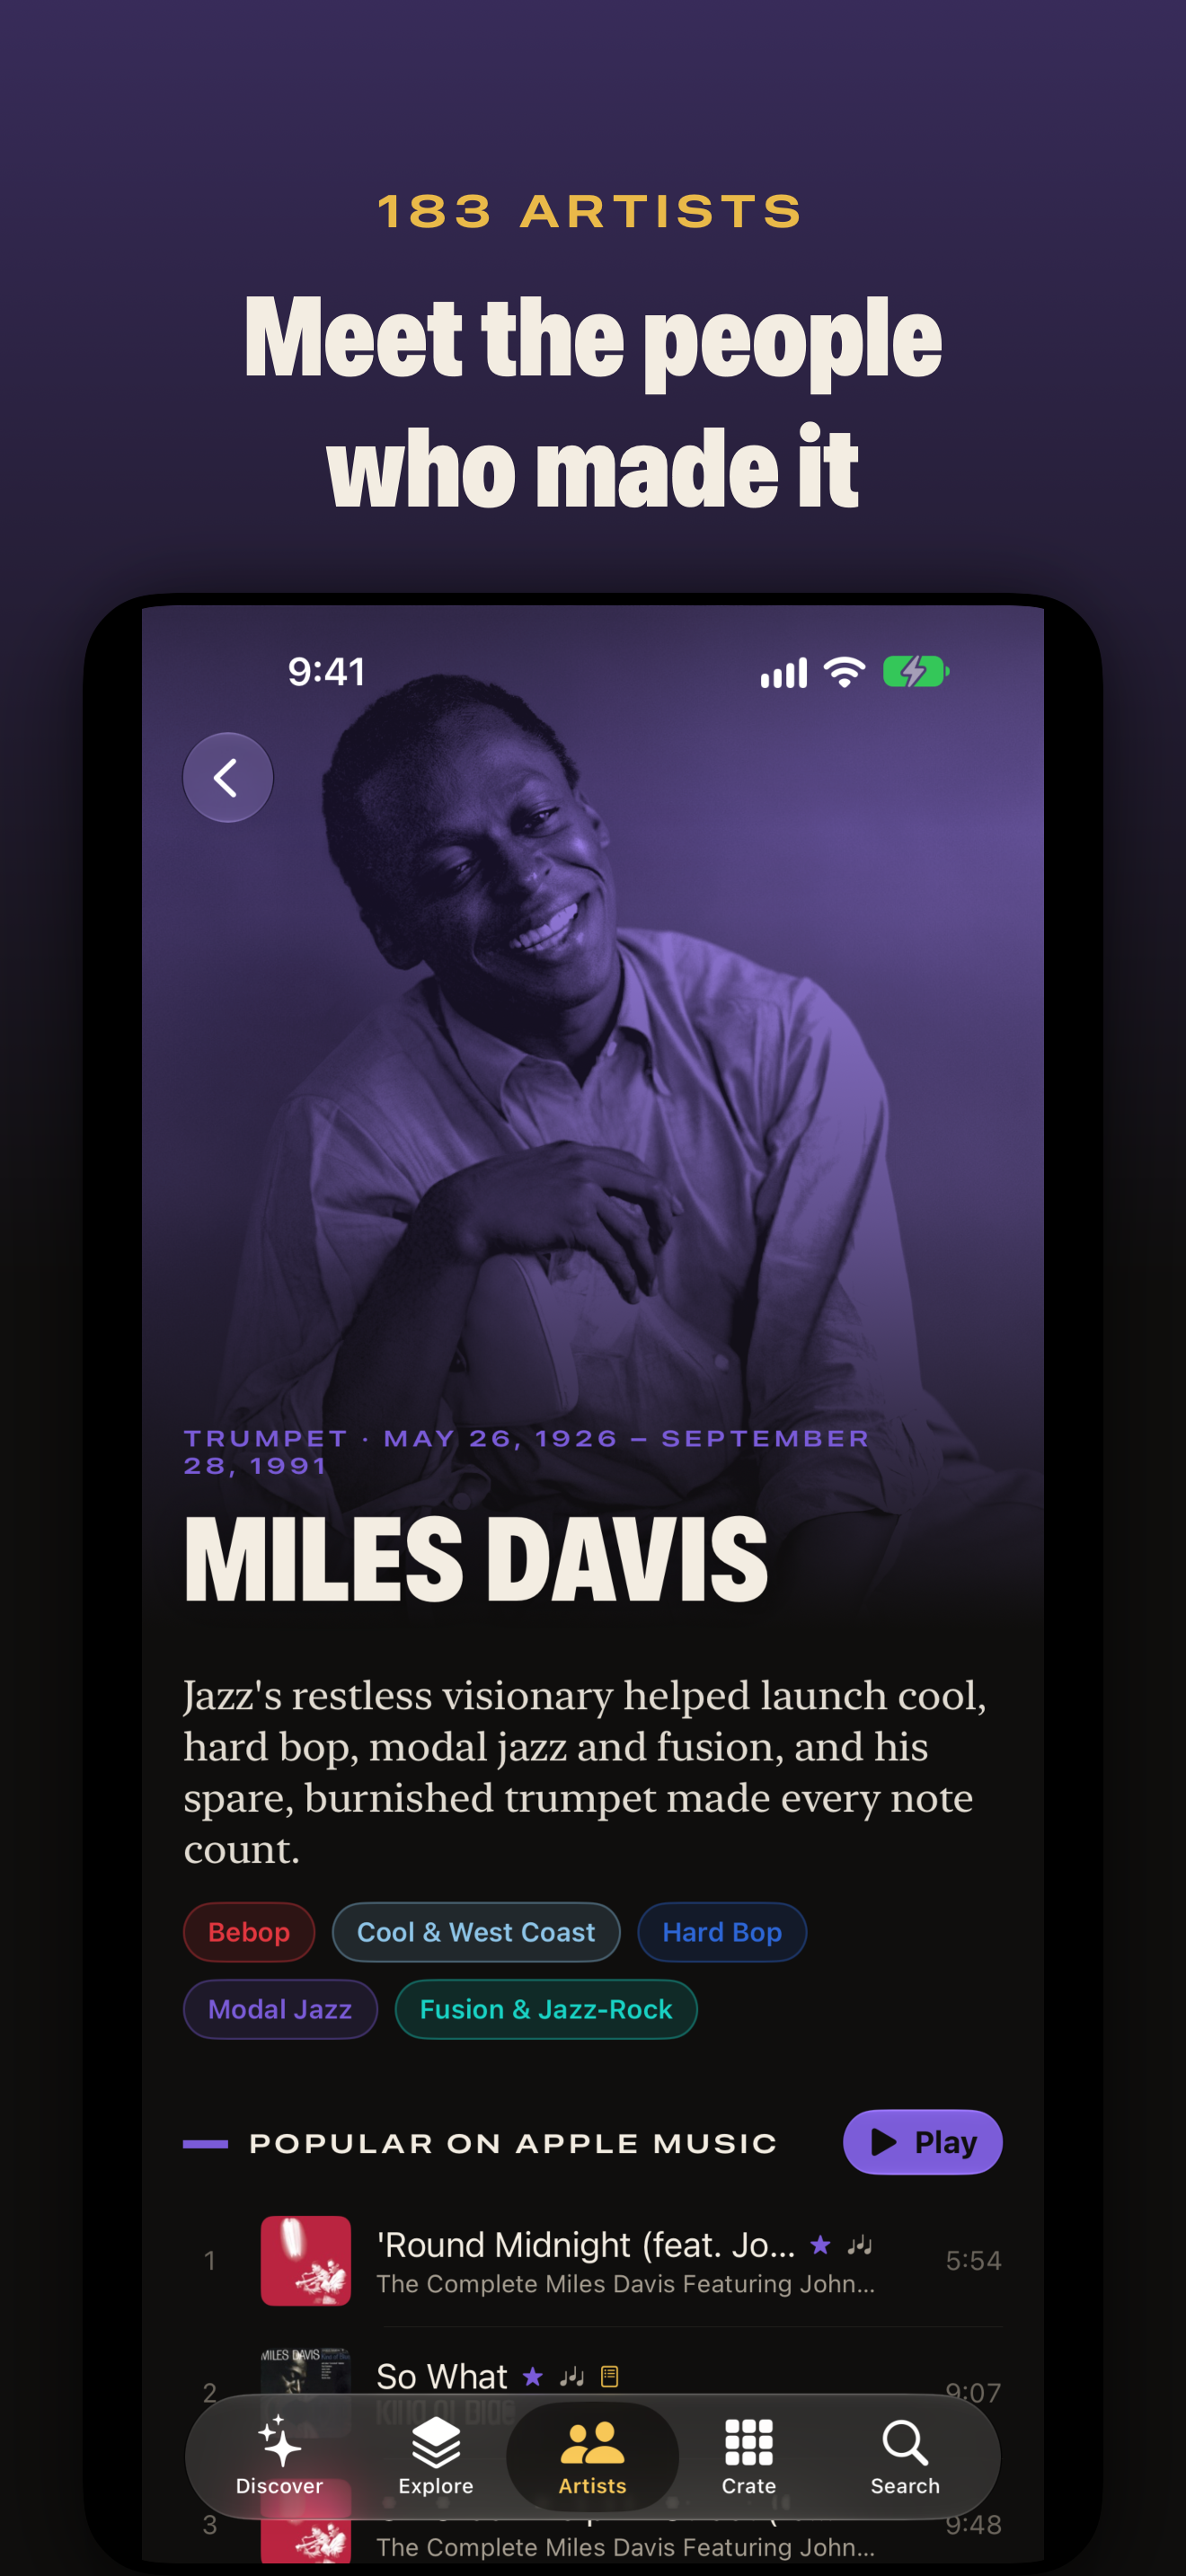 183 ARTISTS
Meet the people
who made it
9:41
TRUMPET · MAY 26, 1926 – SEPTEMBER
28, 1991
MILES DAVIS
Jazz's restless visionary helped launch cool,
hard bop, modal jazz and fusion, and his
spare, burnished trumpet made every note
count.
Bebop Cool & West Coast Hard Bop
Modal Jazz Fusion & Jazz-Rock
POPULAR ON APPLE MUSIC Play
1 'Round Midnight (feat. Jo... 5:54
The Complete Miles Davis Featuring John...
MILES DAVIS
2 So What 9:07
Kind of Blue
Discover Explore Artists Crate Search
3 9:48
The Complete Miles Davis Featuring John...